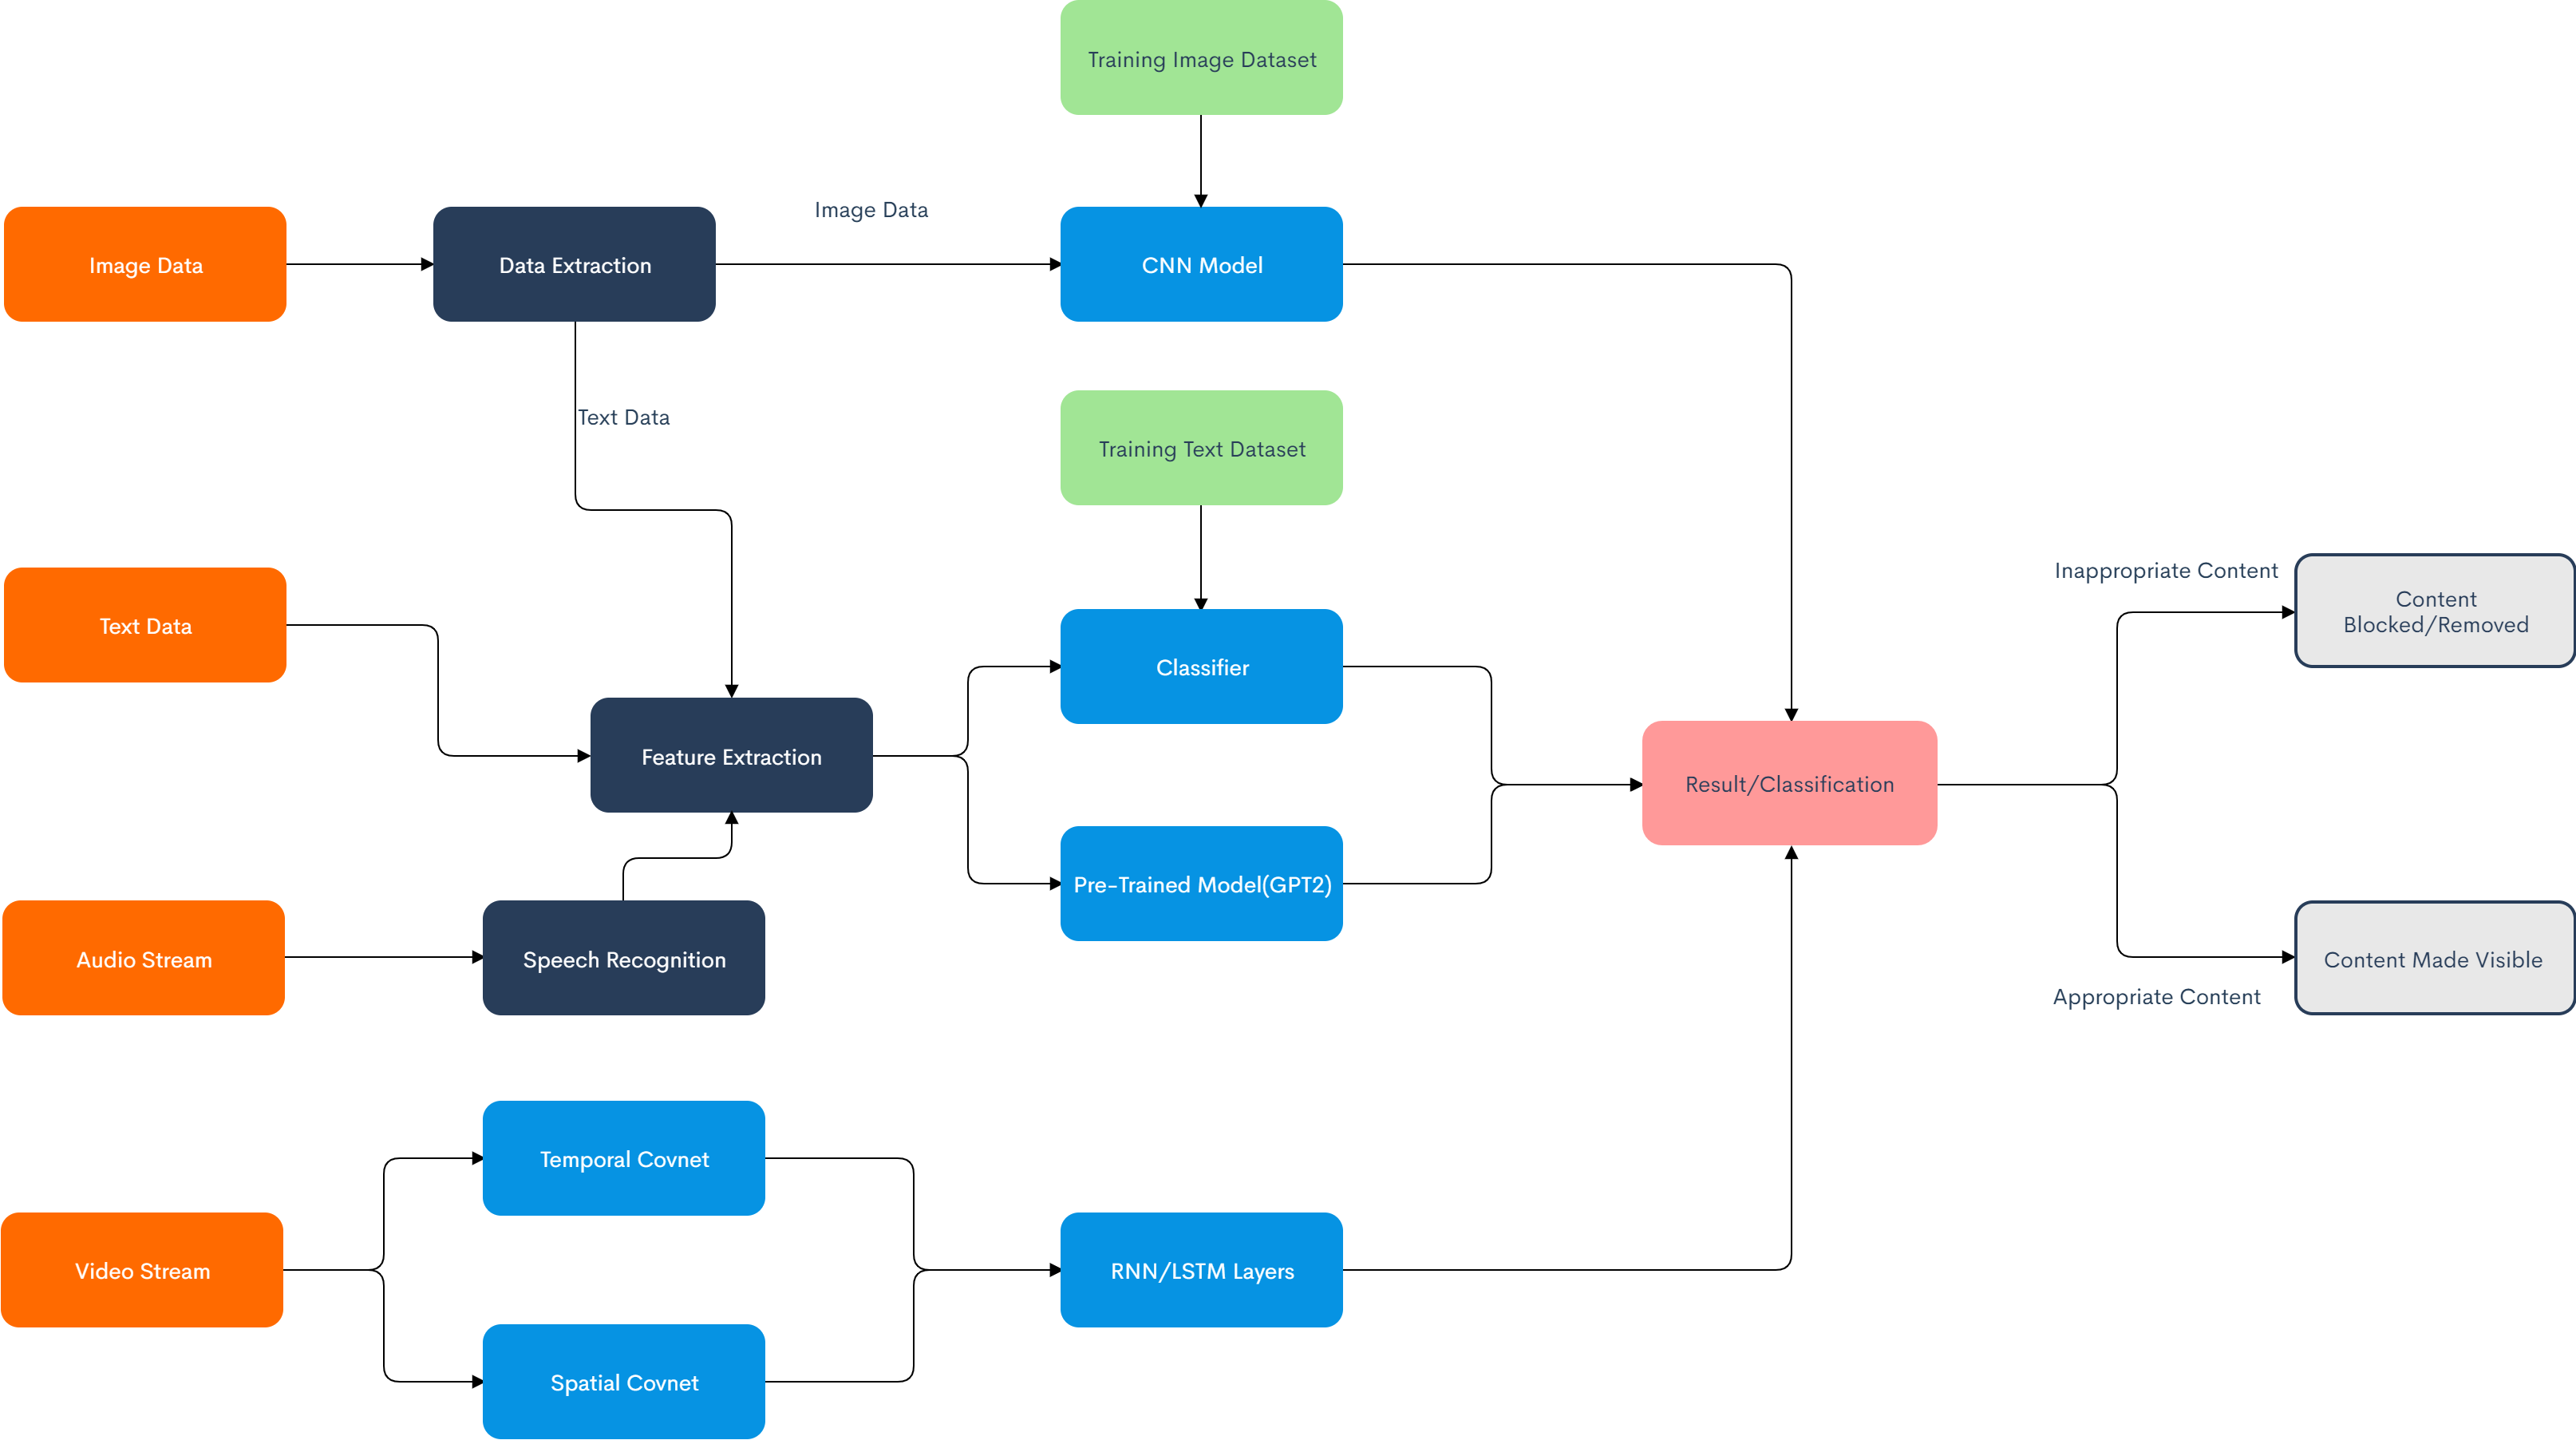 Training Image Dataset
Image Data
Image Data
Data Extraction
CNN Model
Text Data
Training Text Dataset
Inappropriate Content
Content
Blocked/Removed
Text Data
Classifier
Feature Extraction
Result/Classification
Pre-Trained Model(GPT2)
Audio Stream
Speech Recognition
Content Made Visible
Appropriate Content
Temporal Covnet
Video Stream
RNN/LSTM Layers
Spatial Covnet